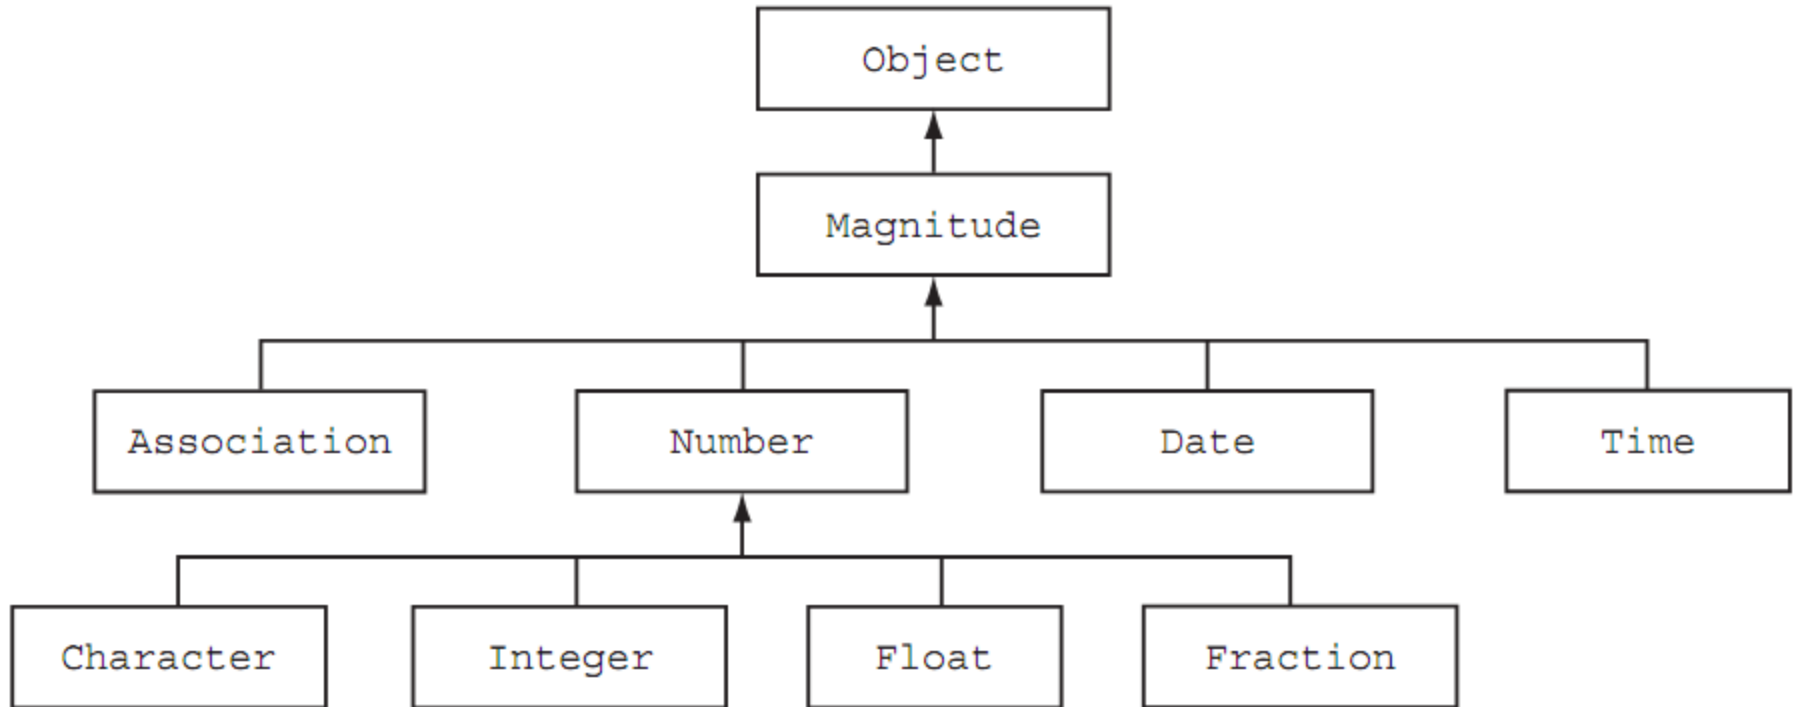 Object
Magnitude
Association Number Date Time
Character Integer Float Fraction